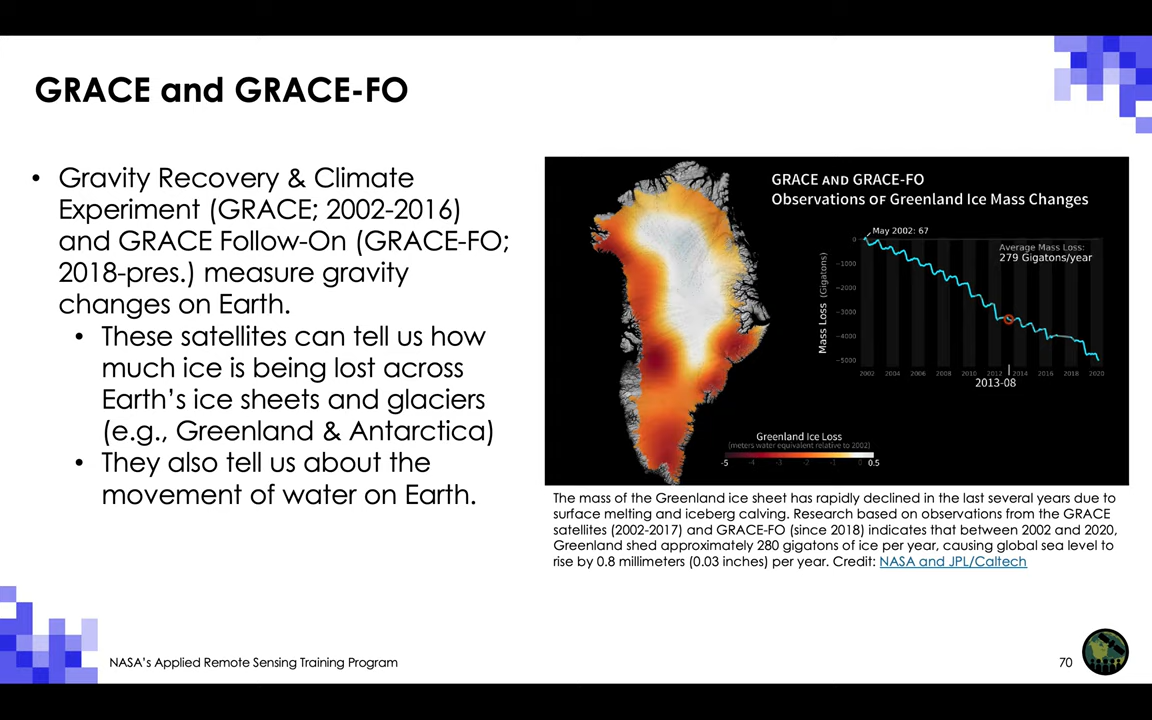 GRACE and GRACE-FO
• Gravity Recovery & Climate
Experiment (GRACE; 2002-2016)
and GRACE Follow-On (GRACE-FO;
2018-pres.) measure gravity
changes on Earth.
• These satellites can tell us how
much ice is being lost across
Earth's ice sheets and glaciers
(e.g., Greenland & Antarctica)
• They also tell us about the
movement of water on Earth.
GRACE AND GRACE-FO
Observations OF Greenland Ice Mass Changes
May 2002: 67
Average Mass Loss:
279 Gigatons/year
Mass Loss (Gigatons)
0
-1000
-2000
-3000
-4000
-5000
2002 2004 2006 2008 2010 2012 2014 2016 2018 2020
2013-08
Greenland Ice Loss
(meters water equivalent relative to 2002)
-5 -4 -3 -2 -1 0 0.5
The mass of the Greenland ice sheet has rapidly declined in the last several years due to
surface melting and iceberg calving. Research based on observations from the GRACE
satellites (2002-2017) and GRACE-FO (since 2018) indicates that between 2002 and 2020,
Greenland shed approximately 280 gigatons of ice per year, causing global sea level to
rise by 0.8 millimeters (0.03 inches) per year. Credit: NASA and JPL/Caltech
NASA's Applied Remote Sensing Training Program
70